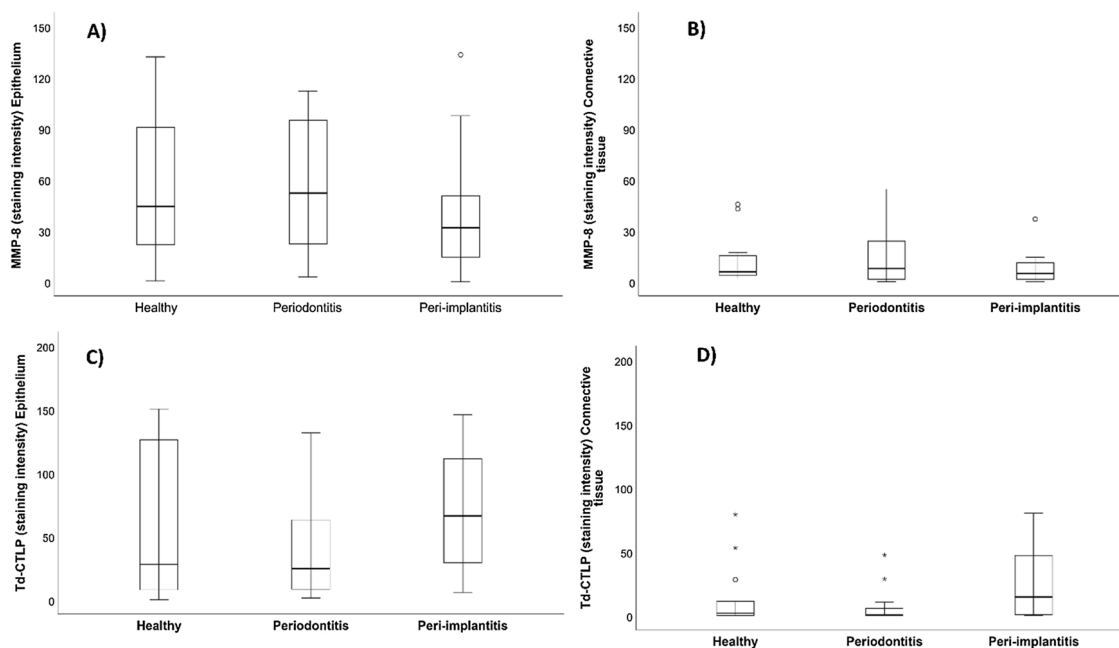 A)
MMP-8 (staining intensity) Epithelium
150
120
90
60
30
0
Healthy Periodontitis Peri-implantitis
B)
MMP-8 (staining intensity) Connective
tissue
150
120
90
60
30
0
Healthy Periodontitis Peri-implantitis
C)
Td-CTLP (staining intensity) Epithelium
200
150
100
50
0
Healthy Periodontitis Peri-implantitis
D)
Td-CTLP (staining intensity) Connective
tissue
200
150
100
50
0
Healthy Periodontitis Peri-implantitis